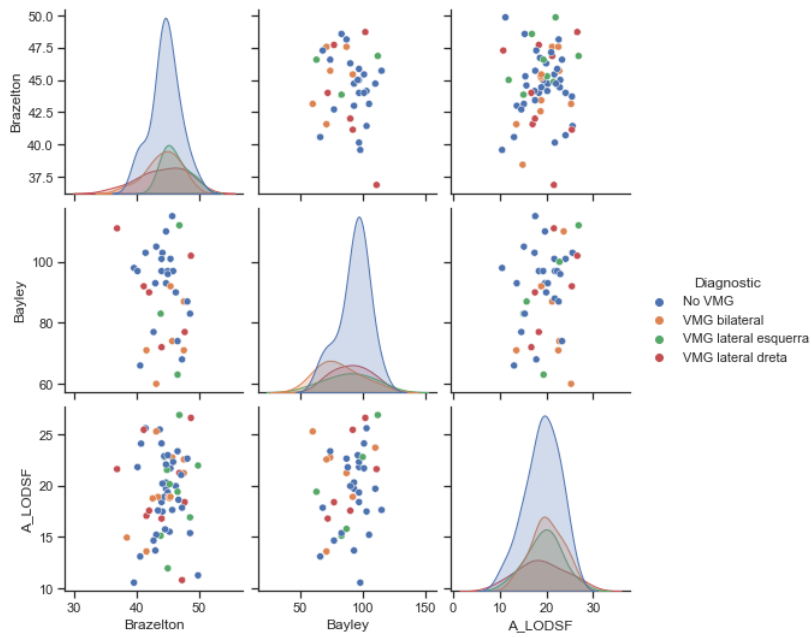 50.0
47.5
45.0
42.5
40.0
37.5
Brazelton
100
80
60
Bayley
Diagnostic
No VMG
VMG bilateral
VMG lateral esquerra
VMG lateral dreta
25
20
15
10
A_LODSF
30 40 50
Brazelton
50 100 150
Bayley
0 10 20 30
A_LODSF